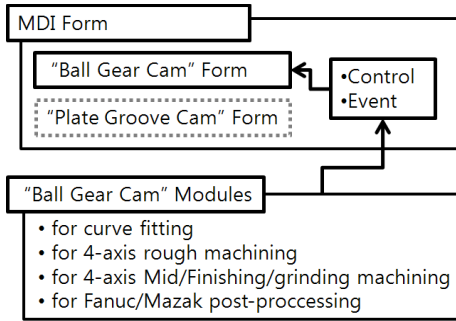 MDI Form
“Ball Gear Cam” Form
“Plate Groove Cam” Form
•Control
•Event
“Ball Gear Cam” Modules
• for curve fitting
• for 4-axis rough machining
• for 4-axis Mid/Finishing/grinding machining
• for Fanuc/Mazak post-proccessing